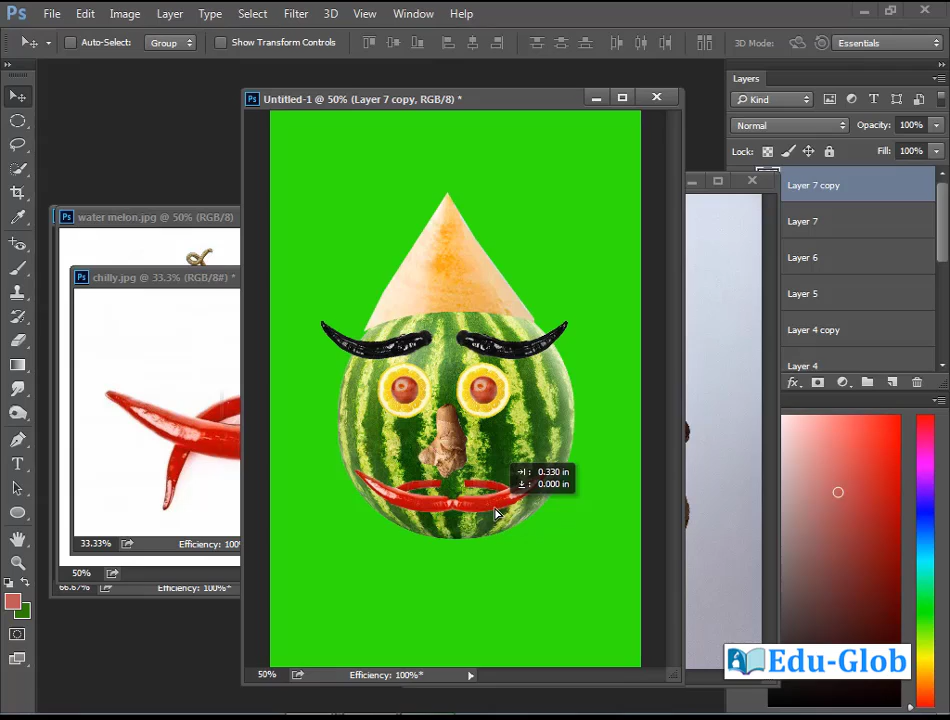 Ps File Edit Image Layer Type Select Filter 3D View Window Help
Auto-Select: Group Show Transform Controls 3D Mode: Essentials
Layers
Kind
Normal Opacity: 100%
Lock: Fill: 100%
Layer 7 copy
Layer 7
Layer 6
Layer 5
Layer 4 copy
Layer 4
fx
Ps Untitled-1 @ 50% (Layer 7 copy, RGB/8) *
Ps water melon.jpg @ 50% (RGB/8)
Ps chilly.jpg @ 33.3% (RGB/8#) *
: 0.330 in
: 0.000 in
33.33% Efficiency: 100%
50%
66.67% Efficiency: 100%
50% Efficiency: 100%*
Edu-Glob